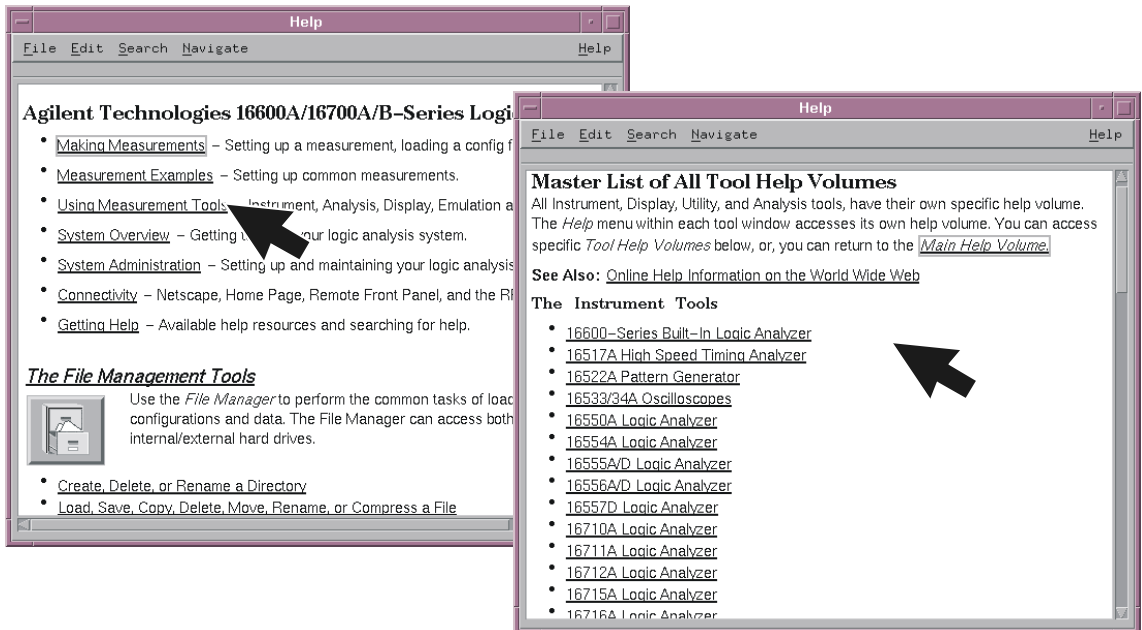 Help
File Edit Search Navigate Help
Agilent Technologies 16600A/16700A/B-Series Logi
• Making Measurements - Setting up a measurement, loading a config f
• Measurement Examples - Setting up common measurements.
• Using Measurement Tools Instrument, Analysis, Display, Emulation a
• System Overview - Getting your logic analysis system.
• System Administration - Setting up and maintaining your logic analysis
• Connectivity - Netscape, Home Page, Remote Front Panel, and the
• Getting Help - Available help resources and searching for help.
The File Management Tools
Use the File Manager to perform the common tasks of loac
configurations and data. The File Manager can access both
internal/external hard drives.
• Create, Delete, or Rename a Directory
• Load, Save, Copy, Delete, Move, Rename, or Compress a File
Help
File Edit Search Navigate Help
Master List of All Tool Help Volumes
All Instrument, Display, Utility, and Analysis tools, have their own specific help volume.
The Help menu within each tool window accesses its own help volume. You can access
specific Tool Help Volumes below, or, you can return to the Main Help Volume.
See Also: Online Help Information on the World Wide Web
The Instrument Tools
• 16600-Series Built-In Logic Analyzer
• 16517A High Speed Timing Analyzer
• 16522A Pattern Generator
• 16533/34A Oscilloscopes
• 16550A Logic Analyzer
• 16554A Logic Analyzer
• 16555A/D Logic Analyzer
• 16556A/D Logic Analyzer
• 16557D Logic Analyzer
• 16710A Logic Analyzer
• 16711A Logic Analyzer
• 16712A Logic Analyzer
• 16715A Logic Analyzer
• 16716A Logic Analyzer